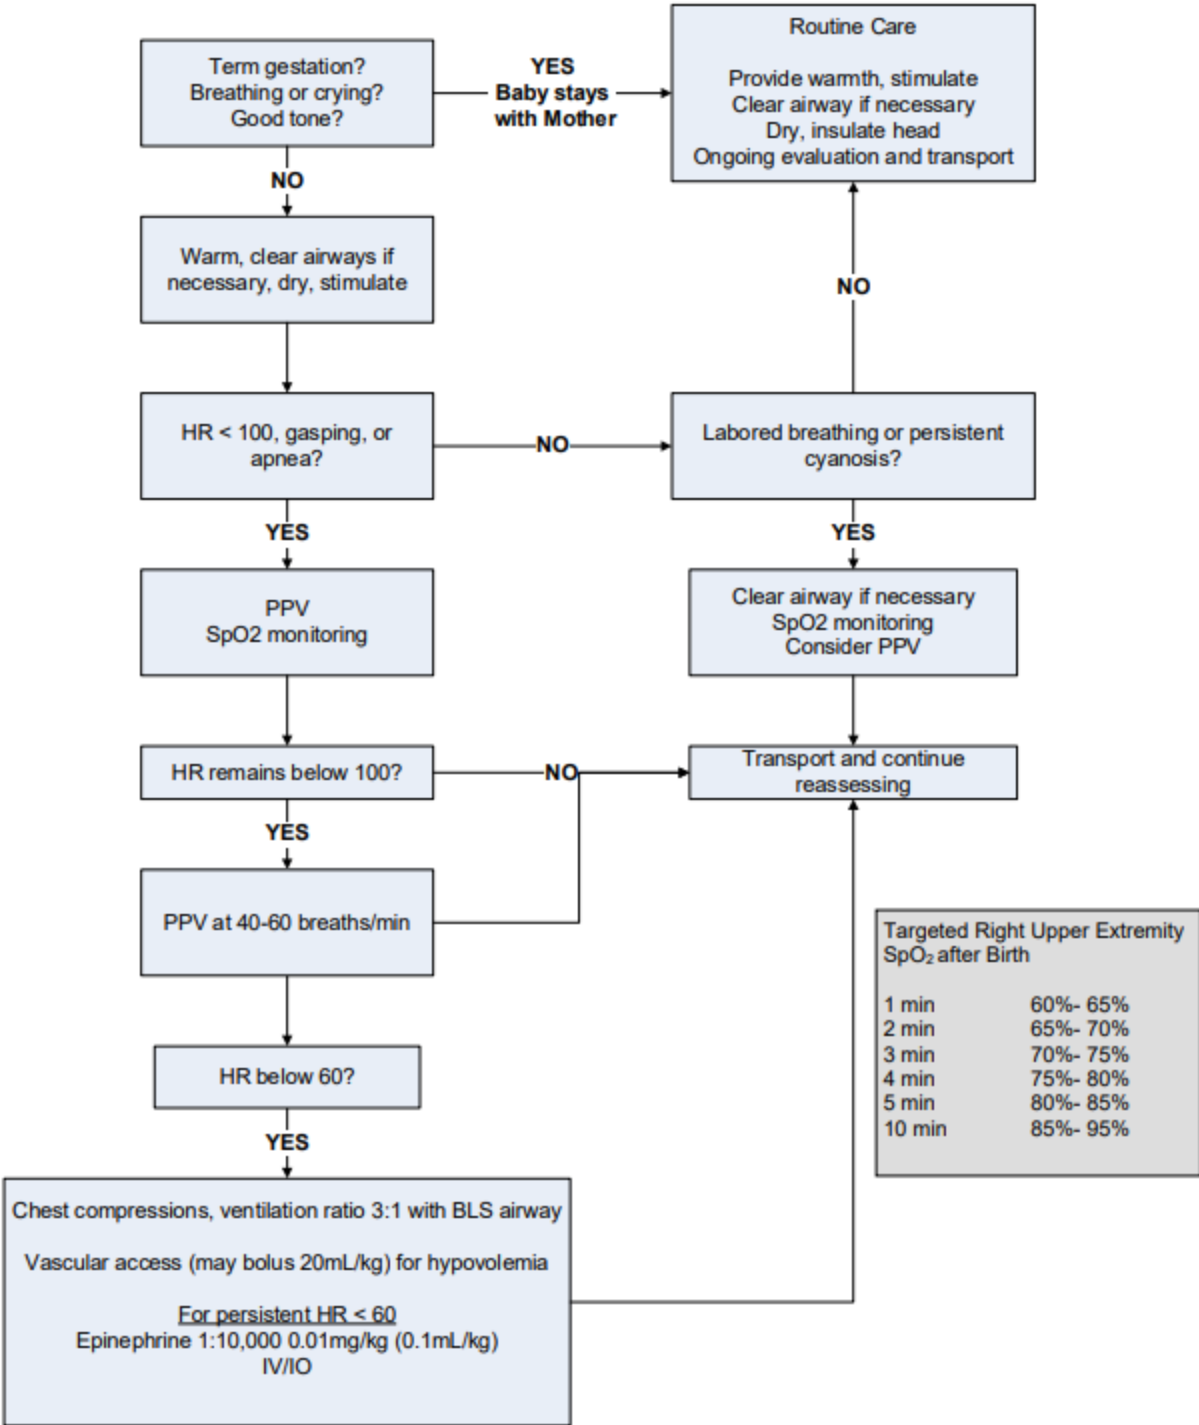 Term gestation?
Breathing or crying?
Good tone?
YES
Baby stays
with Mother
Routine Care
Provide warmth, stimulate
Clear airway if necessary
Dry, insulate head
Ongoing evaluation and transport
NO
Warm, clear airways if
necessary, dry, stimulate
NO
HR < 100, gasping, or
apnea?
NO
Labored breathing or persistent
cyanosis?
YES
YES
PPV
SpO2 monitoring
Clear airway if necessary
SpO2 monitoring
Consider PPV
HR remains below 100?
NO
Transport and continue
reassessing
YES
PPV at 40-60 breaths/min
Targeted Right Upper Extremity
SpO₂ after Birth
1 min 60%- 65%
2 min 65%- 70%
3 min 70%- 75%
4 min 75%- 80%
5 min 80%- 85%
10 min 85%- 95%
HR below 60?
YES
Chest compressions, ventilation ratio 3:1 with BLS airway
Vascular access (may bolus 20mL/kg) for hypovolemia
For persistent HR < 60
Epinephrine 1:10,000 0.01mg/kg (0.1mL/kg)
IV/IO